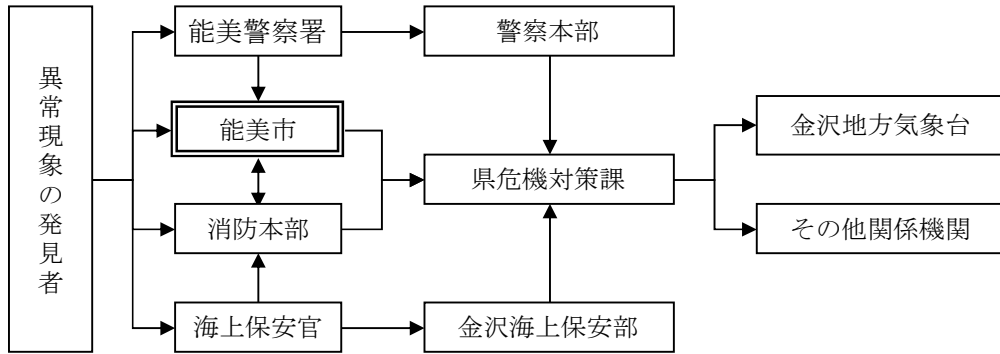 異常現象の発見者
能美警察署
警察本部
能美市
金沢地方気象台
県危機対策課
消防本部
その他関係機関
海上保安官
金沢海上保安部